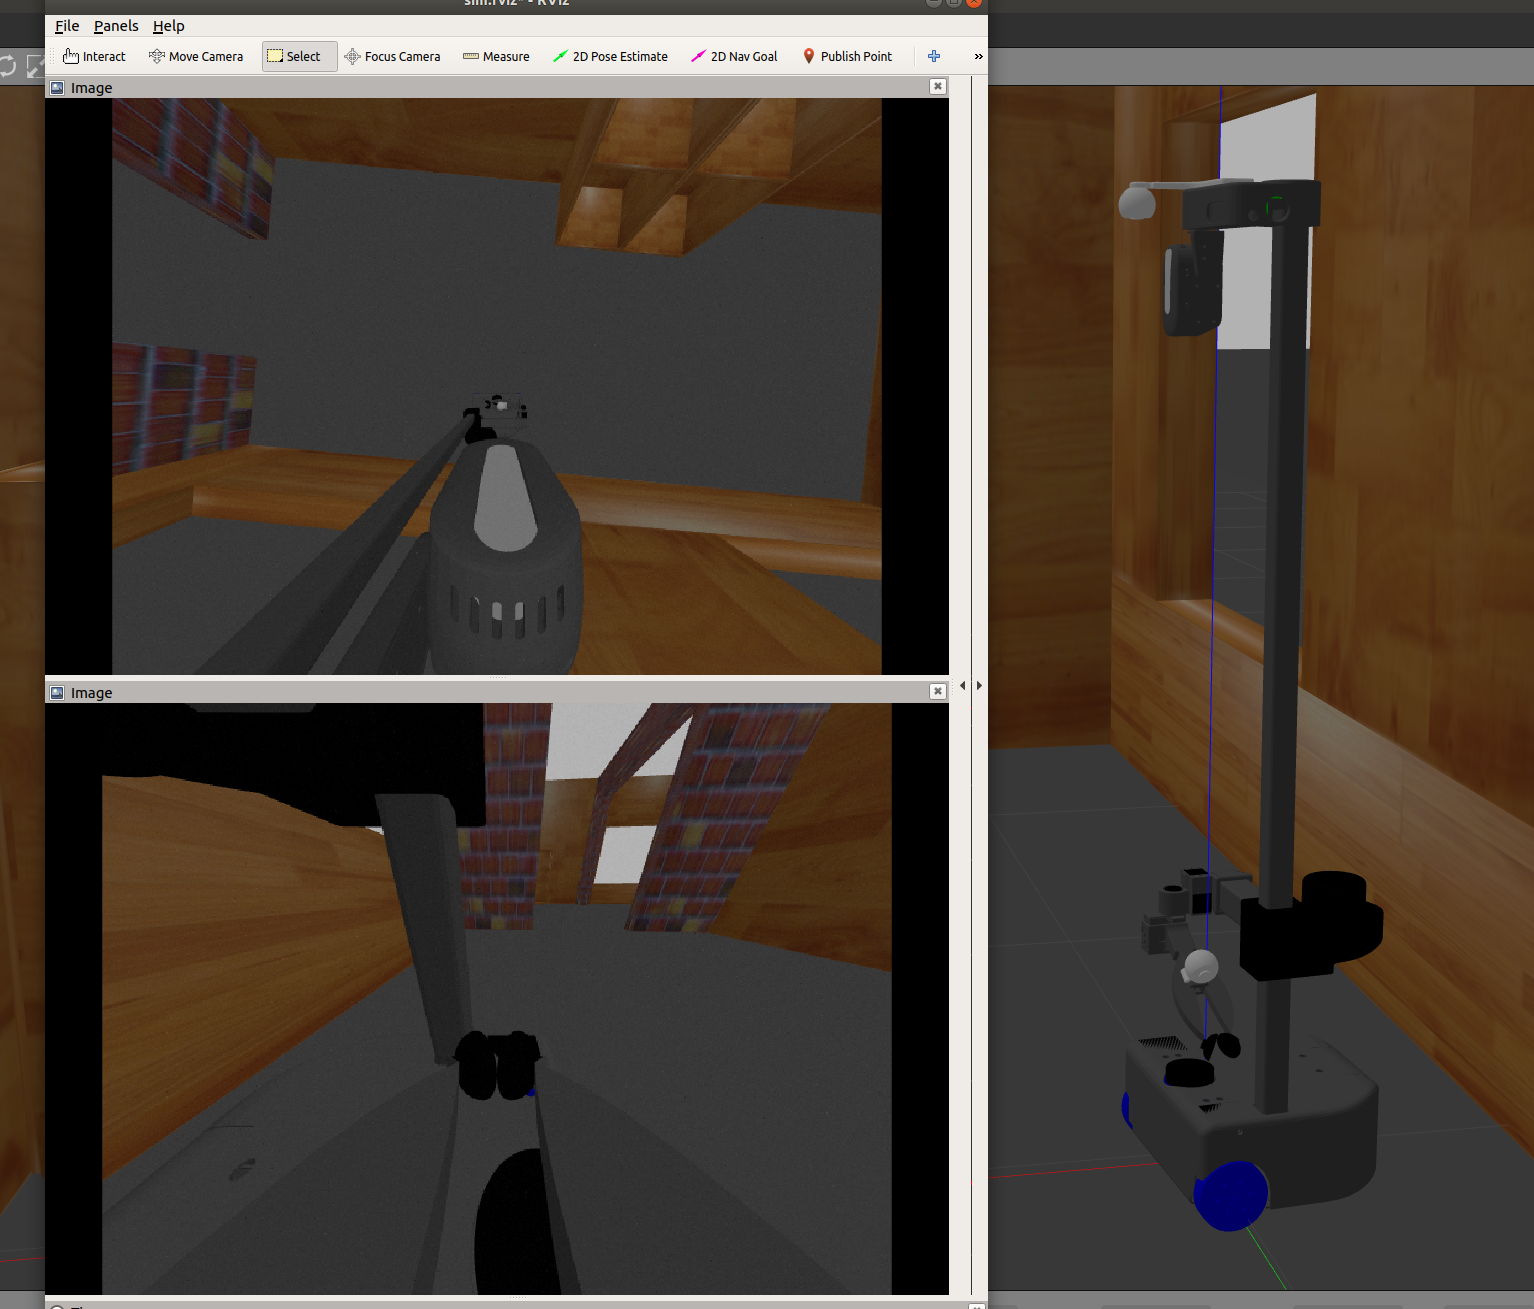 sim.rviz* - RViz
File Panels Help
Interact Move Camera Select Focus Camera Measure 2D Pose Estimate 2D Nav Goal Publish Point »
Image
Image